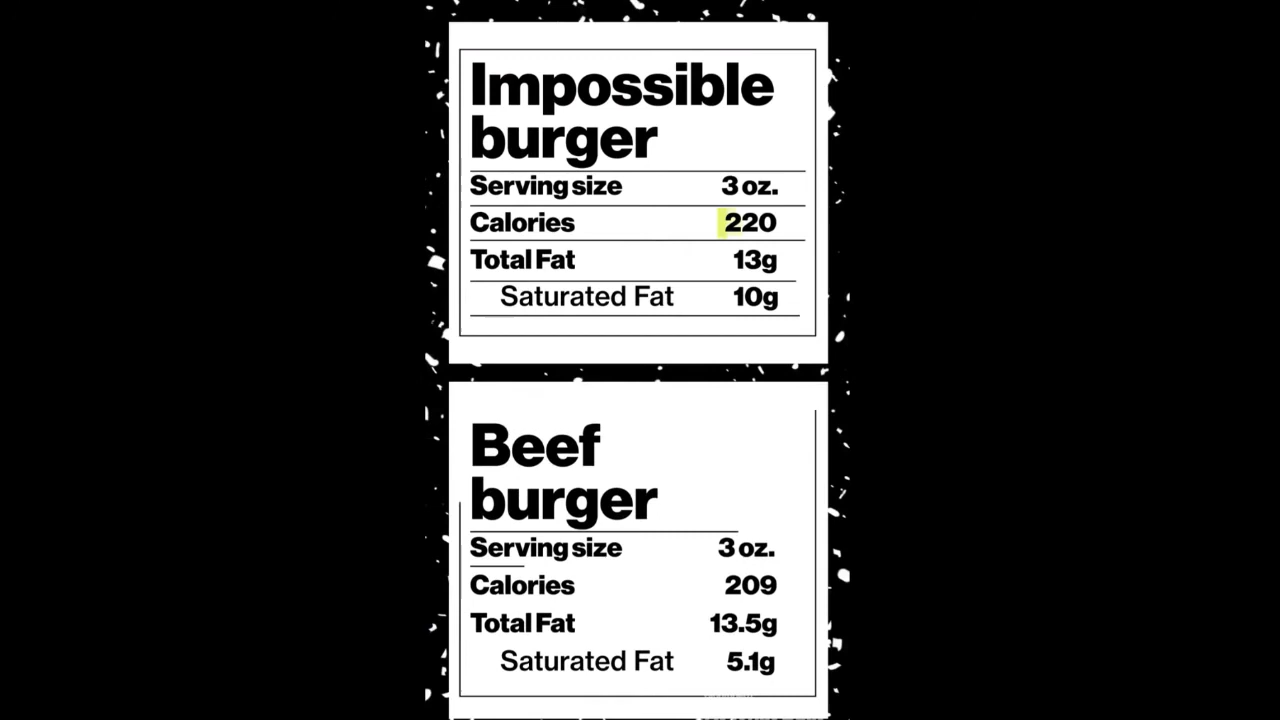 Impossible
burger
Serving size 3 oz.
Calories 220
Total Fat 13g
Saturated Fat 10g
Beef
burger
Serving size 3 oz.
Calories 209
Total Fat 13.5g
Saturated Fat 5.1g